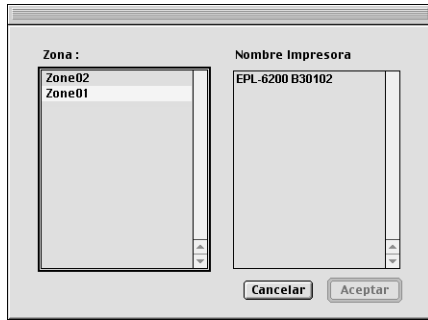 Zona :
Nombre Impresora
Zone02
Zone01
EPL-6200 B30102
Cancelar
Aceptar